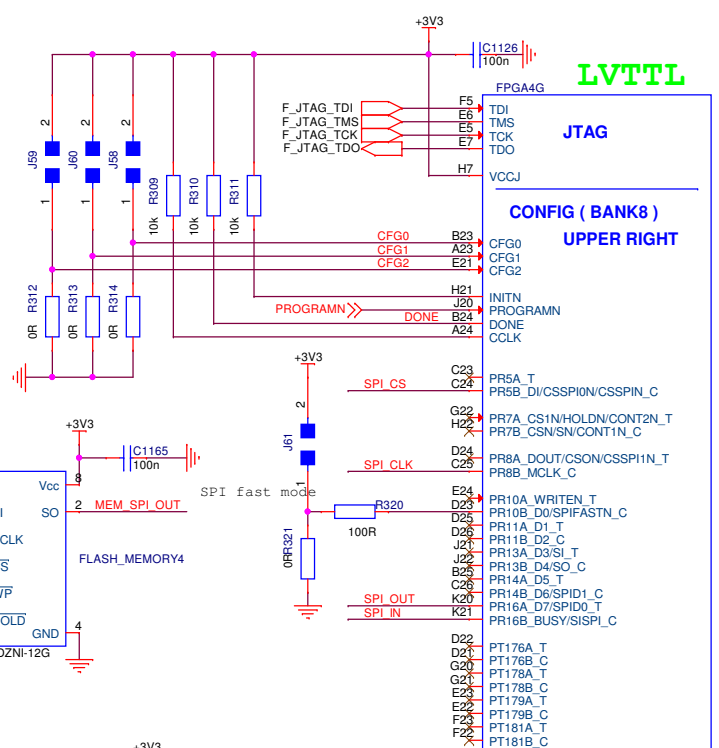 +3V3
C1126
100n
LVTTL
FPGA4G
F_JTAG_TDI
F_JTAG_TMS
F_JTAG_TCK
F_JTAG_TDO
F5
TDI
E6
TMS
E5
TCK
E7
TDO
JTAG
H7
VCCJ
CONFIG ( BANK8 )
UPPER RIGHT
2
2
2
J59
J60
J58
1
1
1
R309
R310
R311
10k
10k
10k
CFG0
B23
CFG0
CFG1
A23
CFG1
CFG2
E21
CFG2
R312
R313
R314
0R
0R
0R
H21
INITN
PROGRAMN
J20
PROGRAMN
DONE
B24
DONE
A24
CCLK
+3V3
C23
PR5A_T
SPI_CS
C24
PR5B_DI/CSSPI0N/CSSPIN_C
2
J61
1
G22
PR7A_CS1N/HOLDN/CONT2N_T
H22
PR7B_CSN/SN/CONT1N_C
D24
PR8A_DOUT/CSON/CSSPI1N_T
SPI_CLK
C25
PR8B_MCLK_C
SPI fast mode
E24
PR10A_WRITEN_T
R320
100R
D23
PR10B_D0/SPIFASTN_C
D25
PR11A_D1_T
D26
PR11B_D2_C
J21
PR13A_D3/SI_T
J22
PR13B_D4/SO_C
B25
PR14A_D5_T
C26
PR14B_D6/SPID1_C
R321
0R
SPI_OUT
K20
PR16A_D7/SPID0_T
SPI_IN
K21
PR16B_BUSY/SISPI_C
D22
PT176A_T
D21
PT176B_C
G20
PT178A_T
G21
PT178B_C
E23
PT179A_T
E22
PT179B_C
F23
PT181A_T
F22
PT181B_C
+3V3
C1165
100n
8
Vcc
2
SO
MEM_SPI_OUT
I
CLK
S
WP
OLD
FLASH_MEMORY4
GND
4
OZNI-12G
+3V3